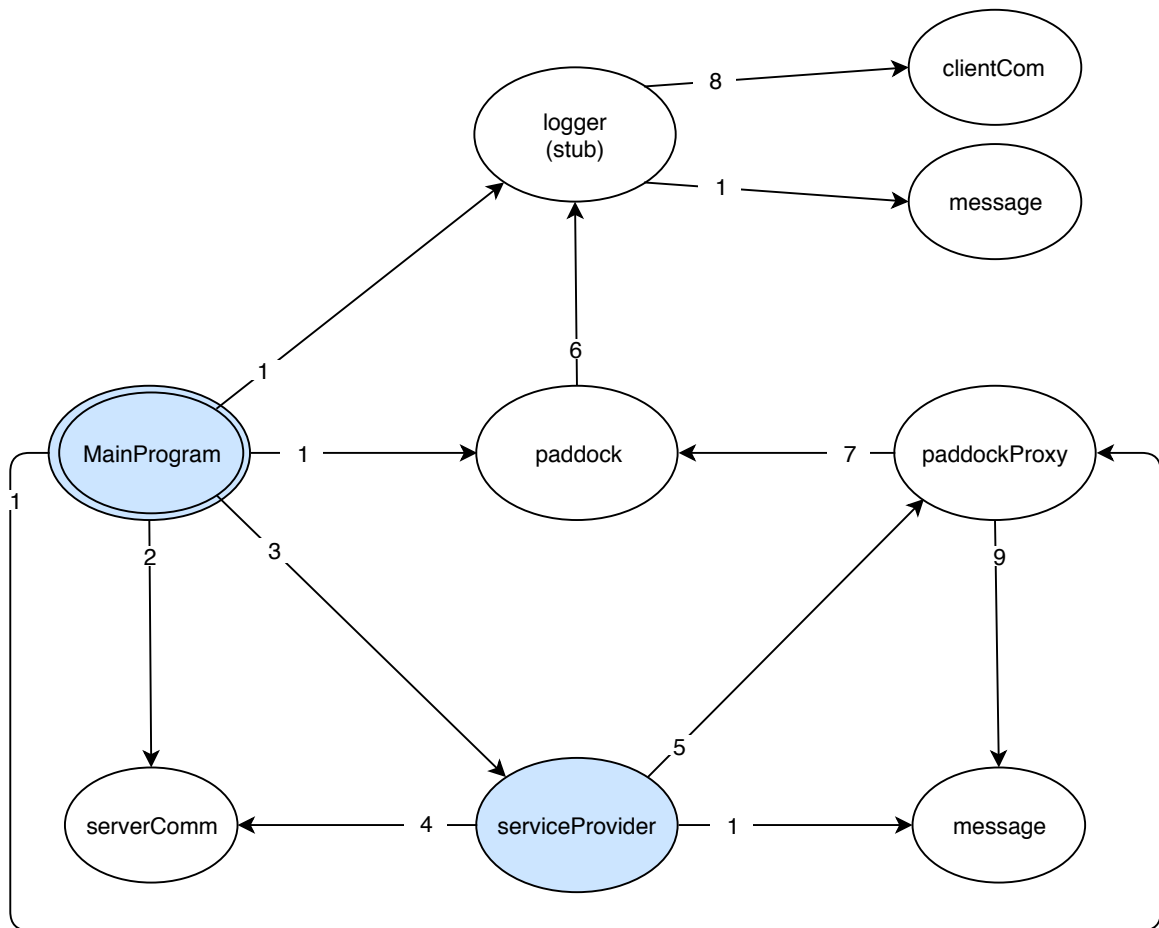 clientCom
8
logger
(stub)
1
message
6
1
MainProgram
1
paddock
7
paddockProxy
1
2
3
9
5
serverComm
4
serviceProvider
1
message